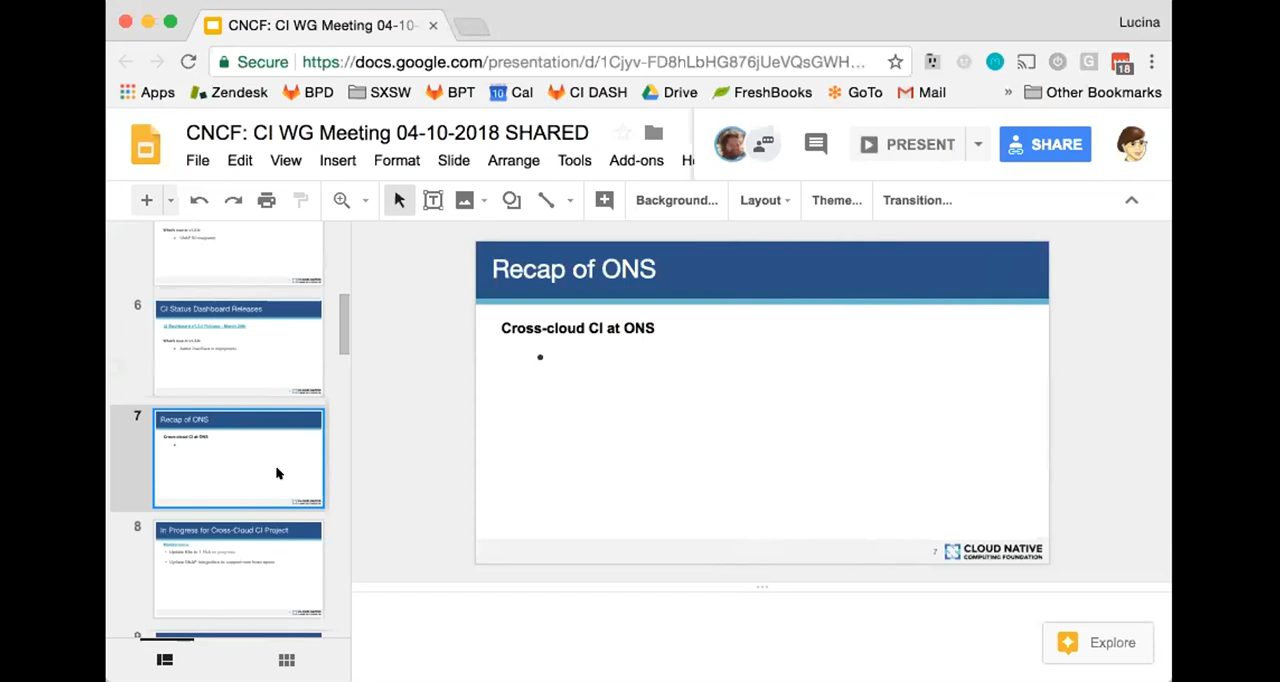 CNCF: CI WG Meeting 04-10-
Lucina
Secure https://docs.google.com/presentation/d/1Cjyv-FD8hLbHG876jUeVQsGWH...
18
Apps Zendesk BPD SXSW BPT 10 Cal CI DASH Drive FreshBooks GoTo Mail » Other Bookmarks
CNCF: CI WG Meeting 04-10-2018 SHARED
PRESENT
SHARE
File Edit View Insert Format Slide Arrange Tools Add-ons H
Background... Layout Theme... Transition...
6
CI Status Dashboard Releases
7
Recap of ONS
Cross-cloud CI at ONS
8
In Progress for Cross-Cloud CI Project
9
Recap of ONS
Cross-cloud CI at ONS
•
7
CLOUD NATIVE
COMPUTING FOUNDATION
Explore